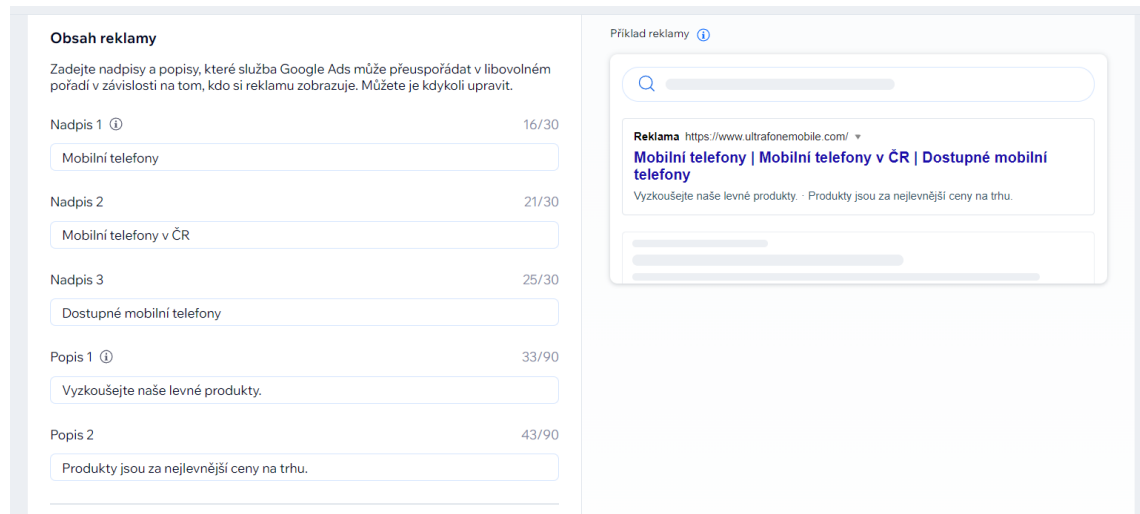 Obsah reklamy
Zadejte nadpisy a popisy, které služba Google Ads může přeuspořádat v libovolném
pořadí v závislosti na tom, kdo si reklamu zobrazuje. Můžete je kdykoli upravit.
Nadpis 1 16/30
Mobilní telefony
Nadpis 2 21/30
Mobilní telefony v ČR
Nadpis 3 25/30
Dostupné mobilní telefony
Popis 1 33/90
Vyzkoušejte naše levné produkty.
Popis 2 43/90
Produkty jsou za nejlevnější ceny na trhu.
Příklad reklamy
Reklama https://www.ultrafonemobile.com/
Mobilní telefony | Mobilní telefony v ČR | Dostupné mobilní
telefony
Vyzkoušejte naše levné produkty. · Produkty jsou za nejlevnější ceny na trhu.